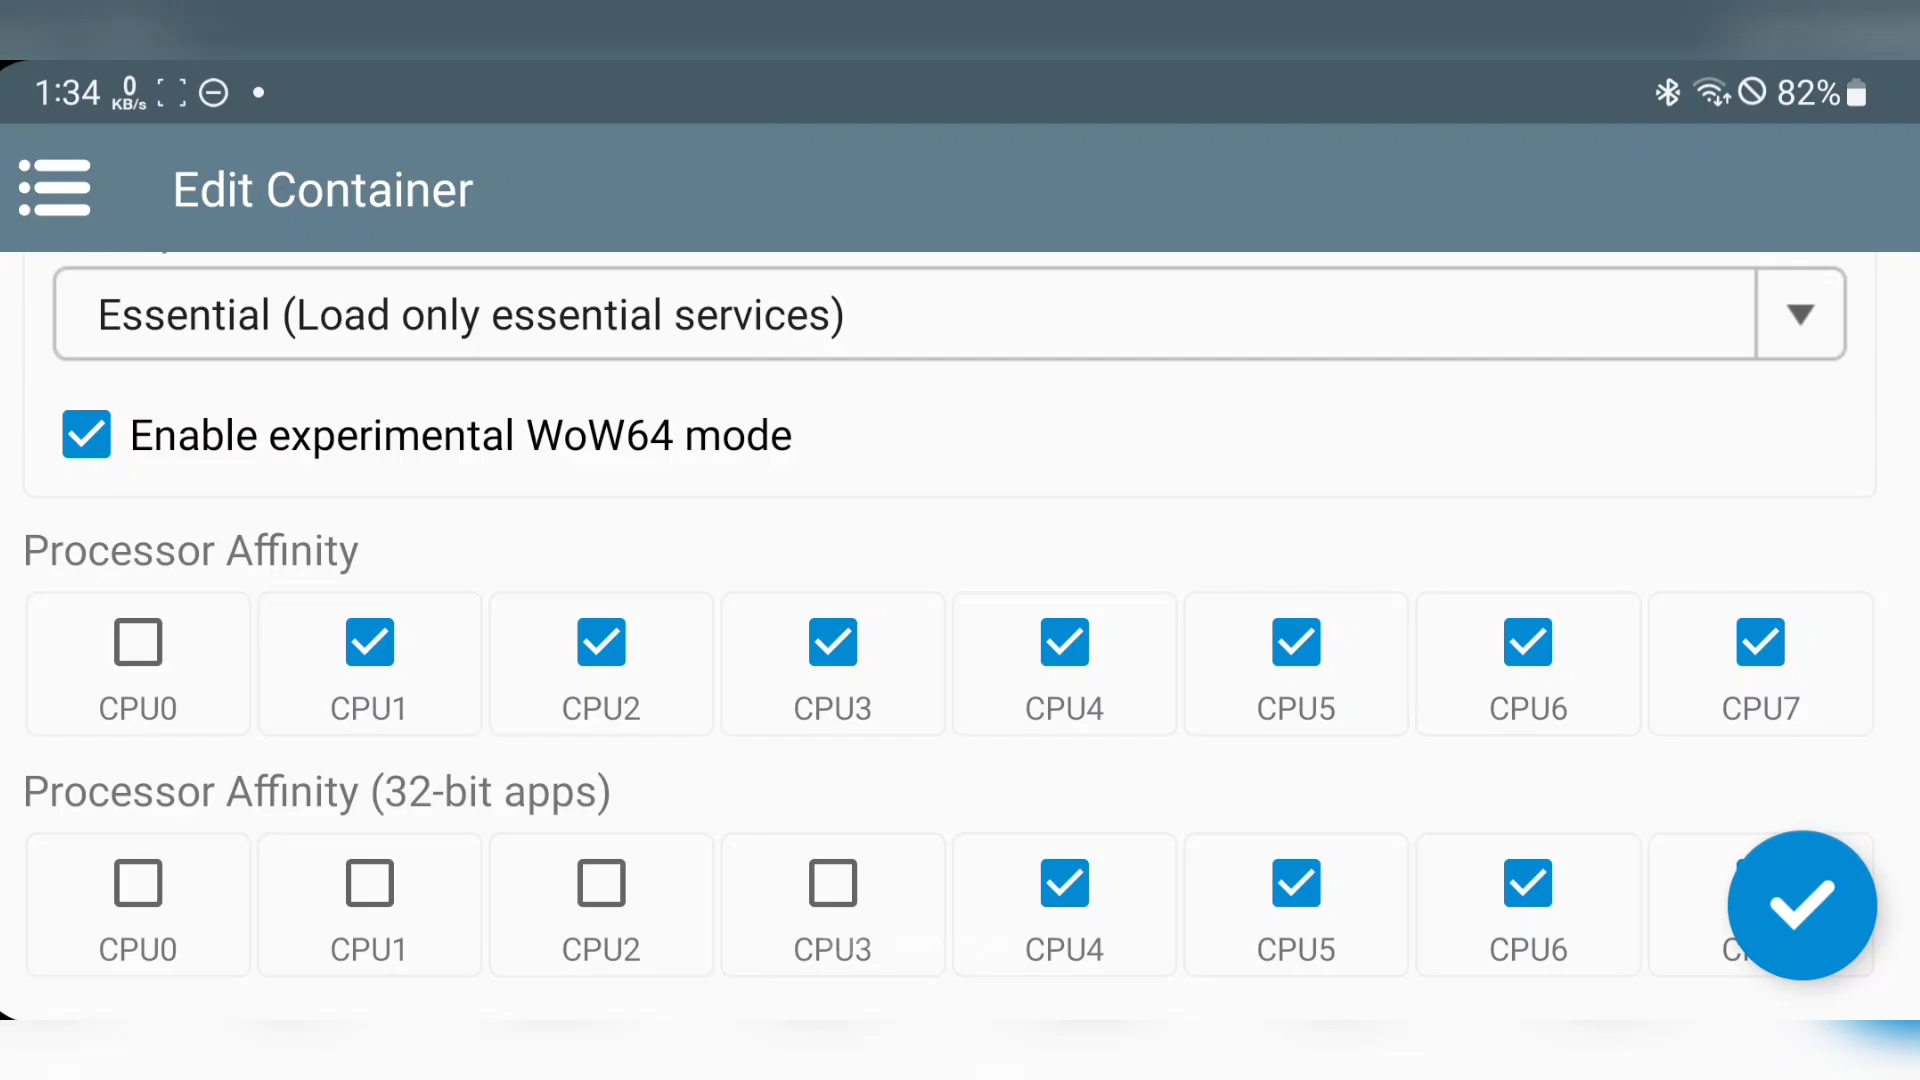 1:34 0 KB/s 82%
Edit Container
Essential (Load only essential services)
Enable experimental WoW64 mode
Processor Affinity
CPU0 CPU1 CPU2 CPU3 CPU4 CPU5 CPU6 CPU7
Processor Affinity (32-bit apps)
CPU0 CPU1 CPU2 CPU3 CPU4 CPU5 CPU6